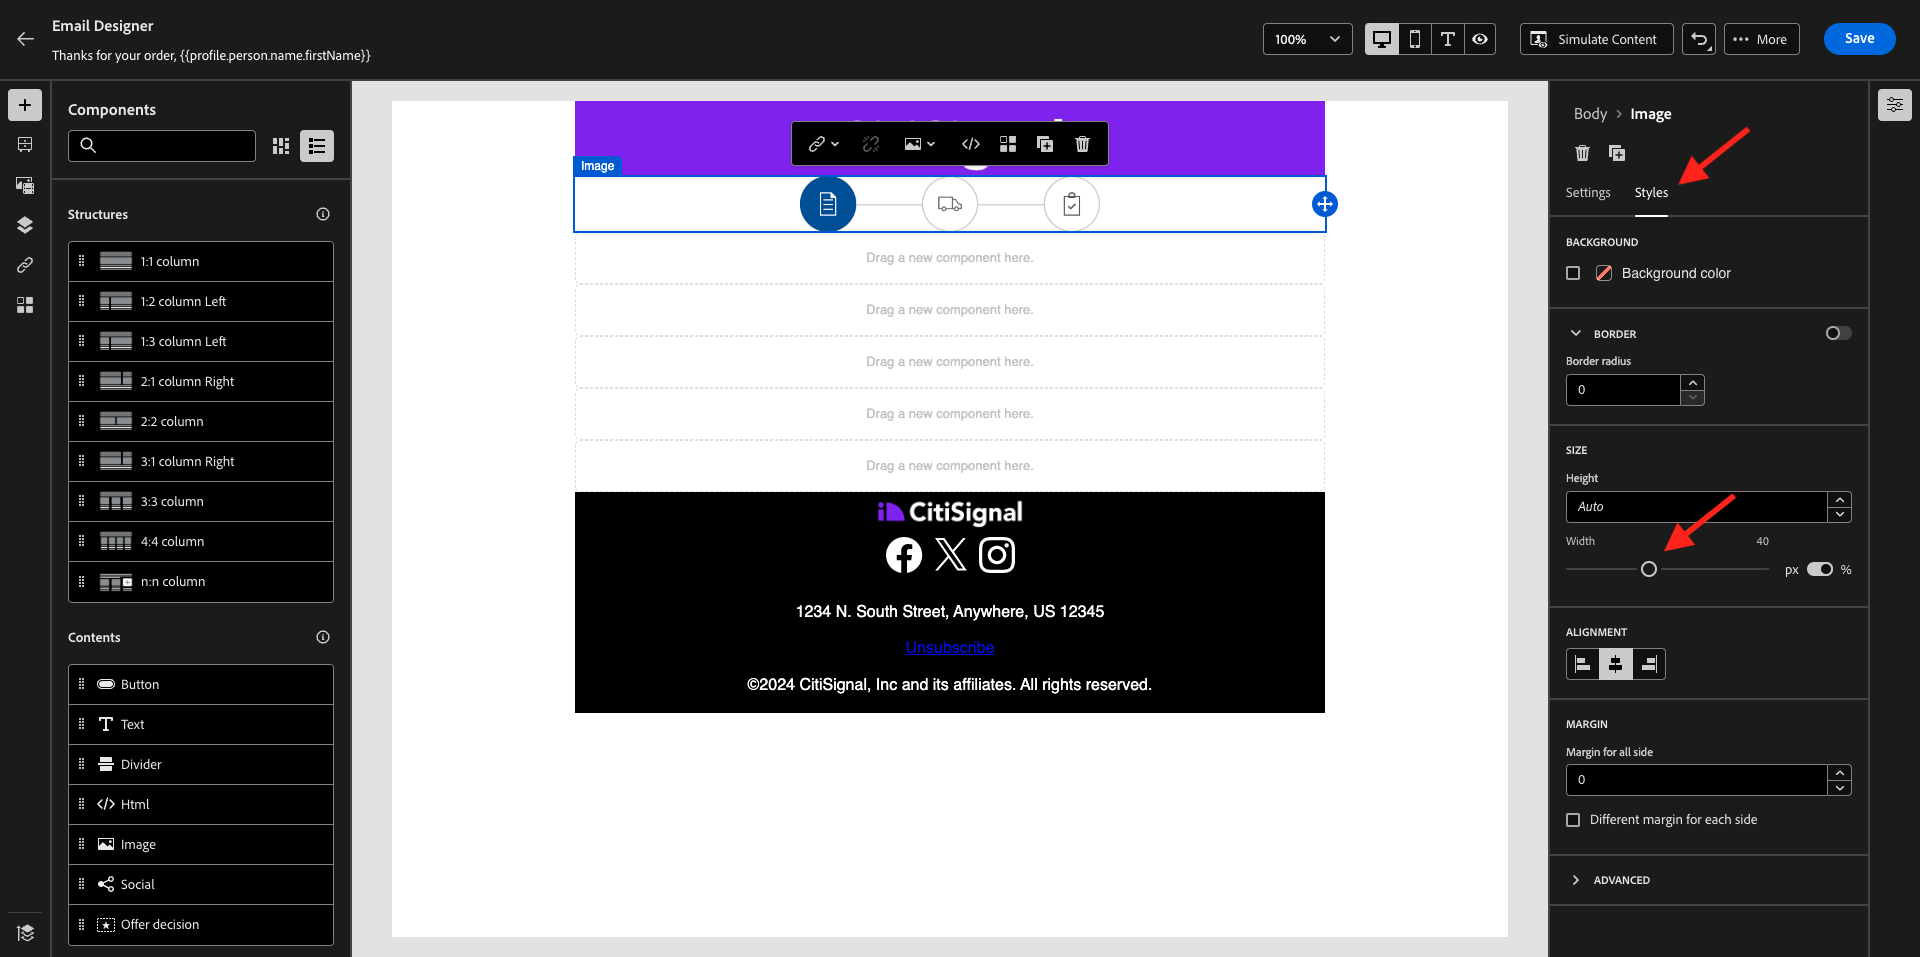 Email Designer
Thanks for your order, {{profile.person.name.firstName}}
100%
Simulate Content
More
Save
Components
Structures
1:1 column
1:2 column Left
1:3 column Left
2:1 column Right
2:2 column
3:1 column Right
3:3 column
4:4 column
n:n column
Contents
Button
Text
Divider
Html
Image
Social
Offer decision
Image
Drag a new component here.
Drag a new component here.
Drag a new component here.
Drag a new component here.
Drag a new component here.
CitiSignal
1234 N. South Street, Anywhere, US 12345
Unsubscribe
©2024 CitiSignal, Inc and its affiliates. All rights reserved.
Body > Image
Settings
Styles
BACKGROUND
Background color
BORDER
Border radius
0
SIZE
Height
Auto
Width 40
px %
ALIGNMENT
MARGIN
Margin for all side
0
Different margin for each side
ADVANCED